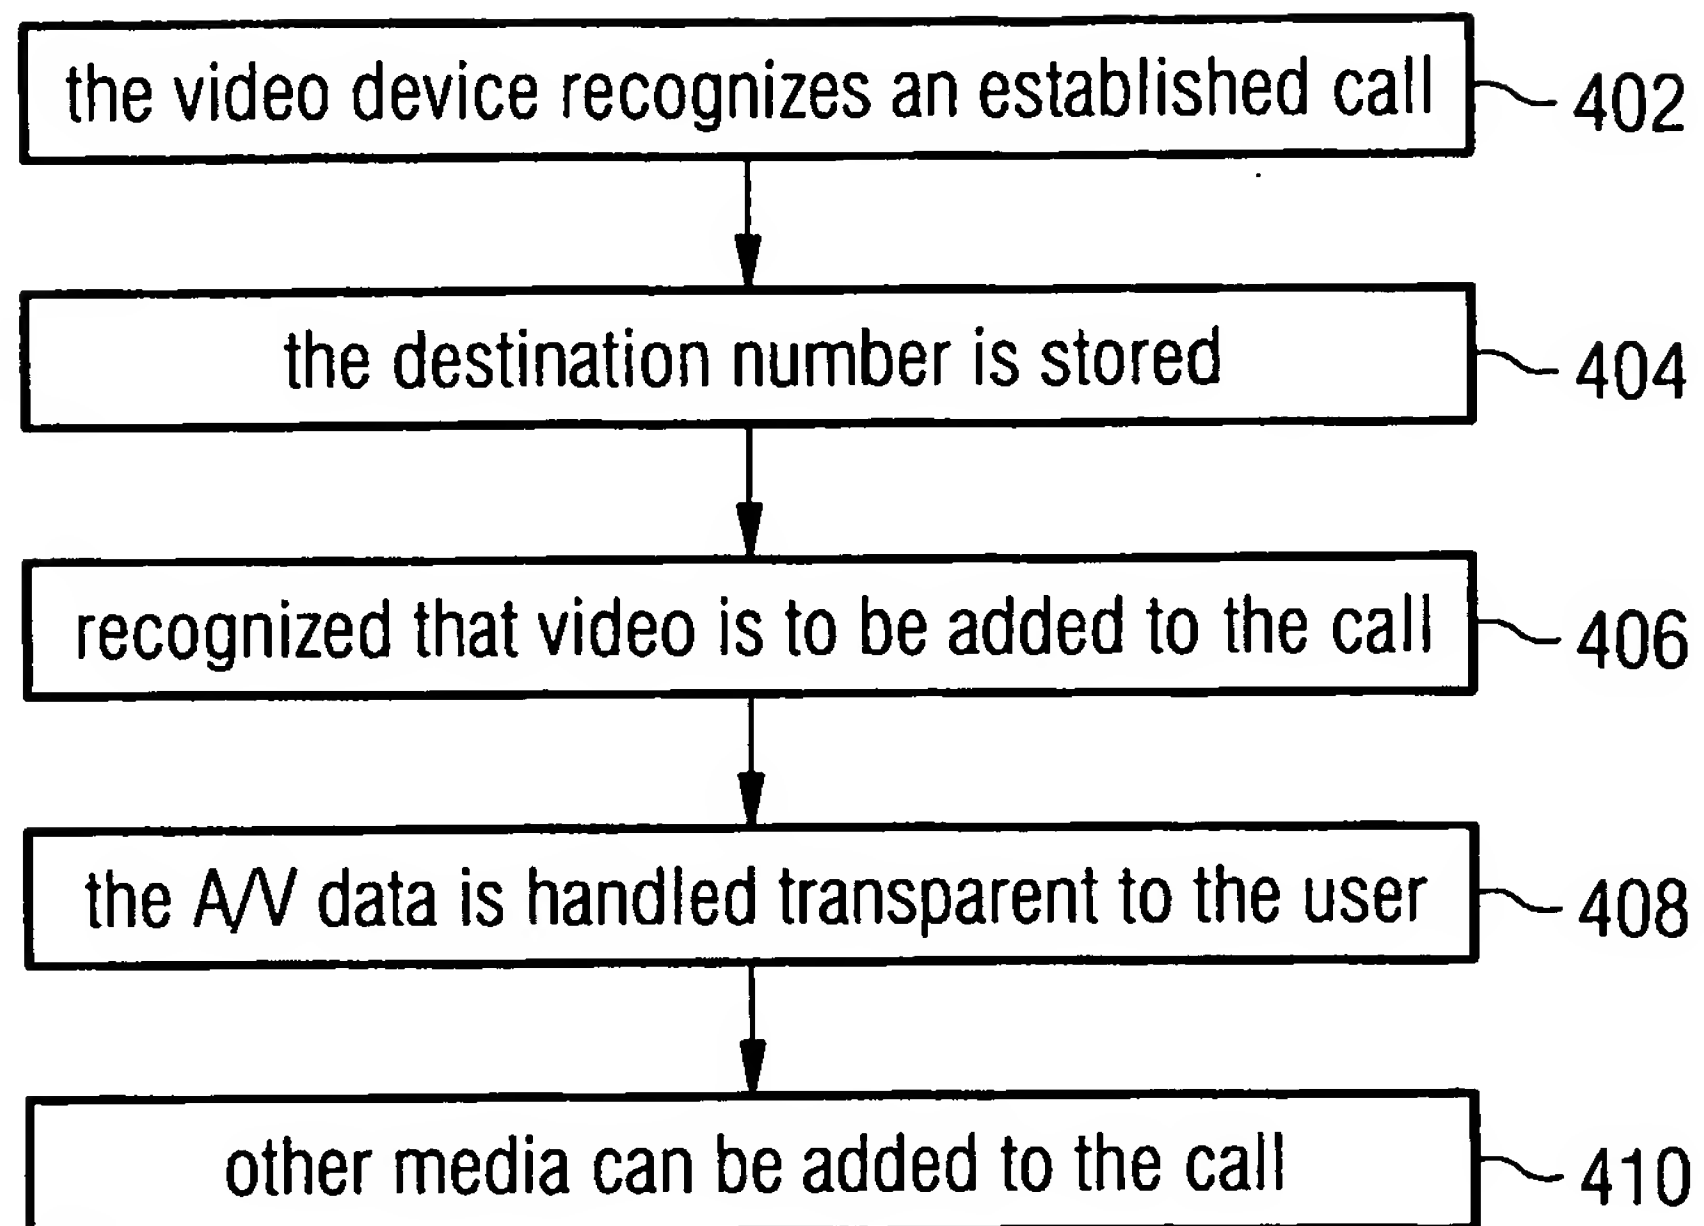 the video device recognizes an established call 402
the destination number is stored 404
recognized that video is to be added to the call 406
the A/V data is handled transparent to the user 408
other media can be added to the call 410